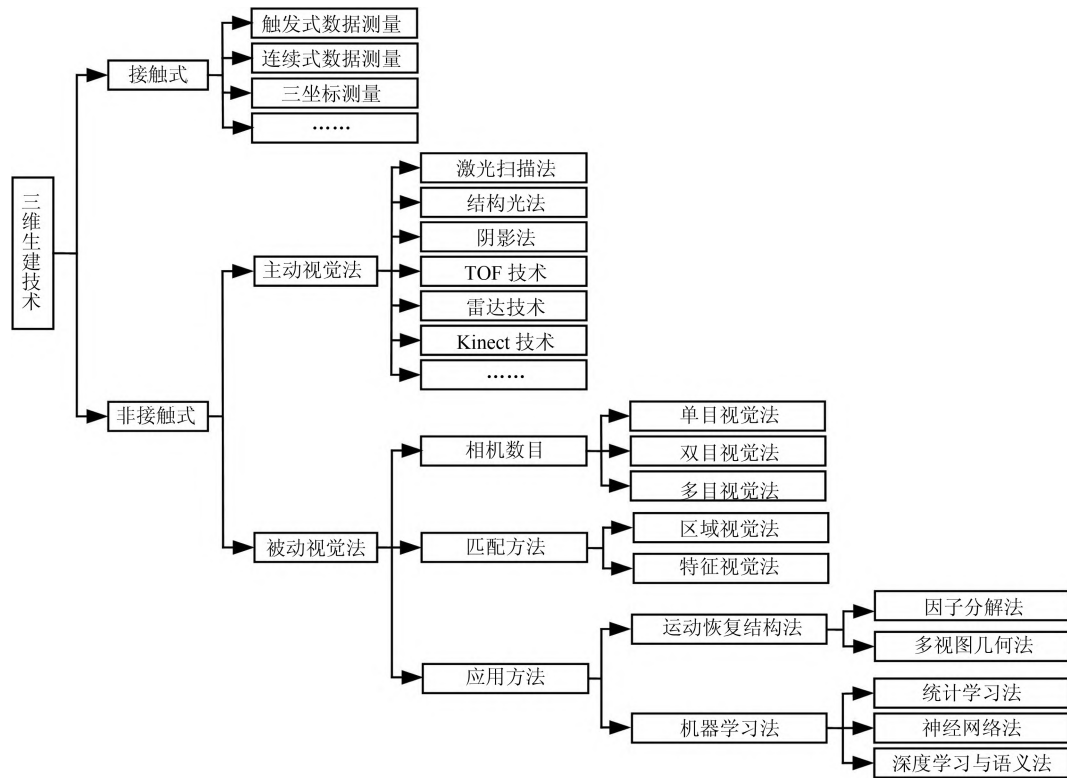 三维生建技术
接触式
触发式数据测量
连续式数据测量
三坐标测量
……
非接触式
主动视觉法
激光扫描法
结构光法
阴影法
TOF 技术
雷达技术
Kinect 技术
……
被动视觉法
相机数目
单目视觉法
双目视觉法
多目视觉法
匹配方法
区域视觉法
特征视觉法
应用方法
运动恢复结构法
因子分解法
多视图几何法
机器学习法
统计学习法
神经网络法
深度学习与语义法